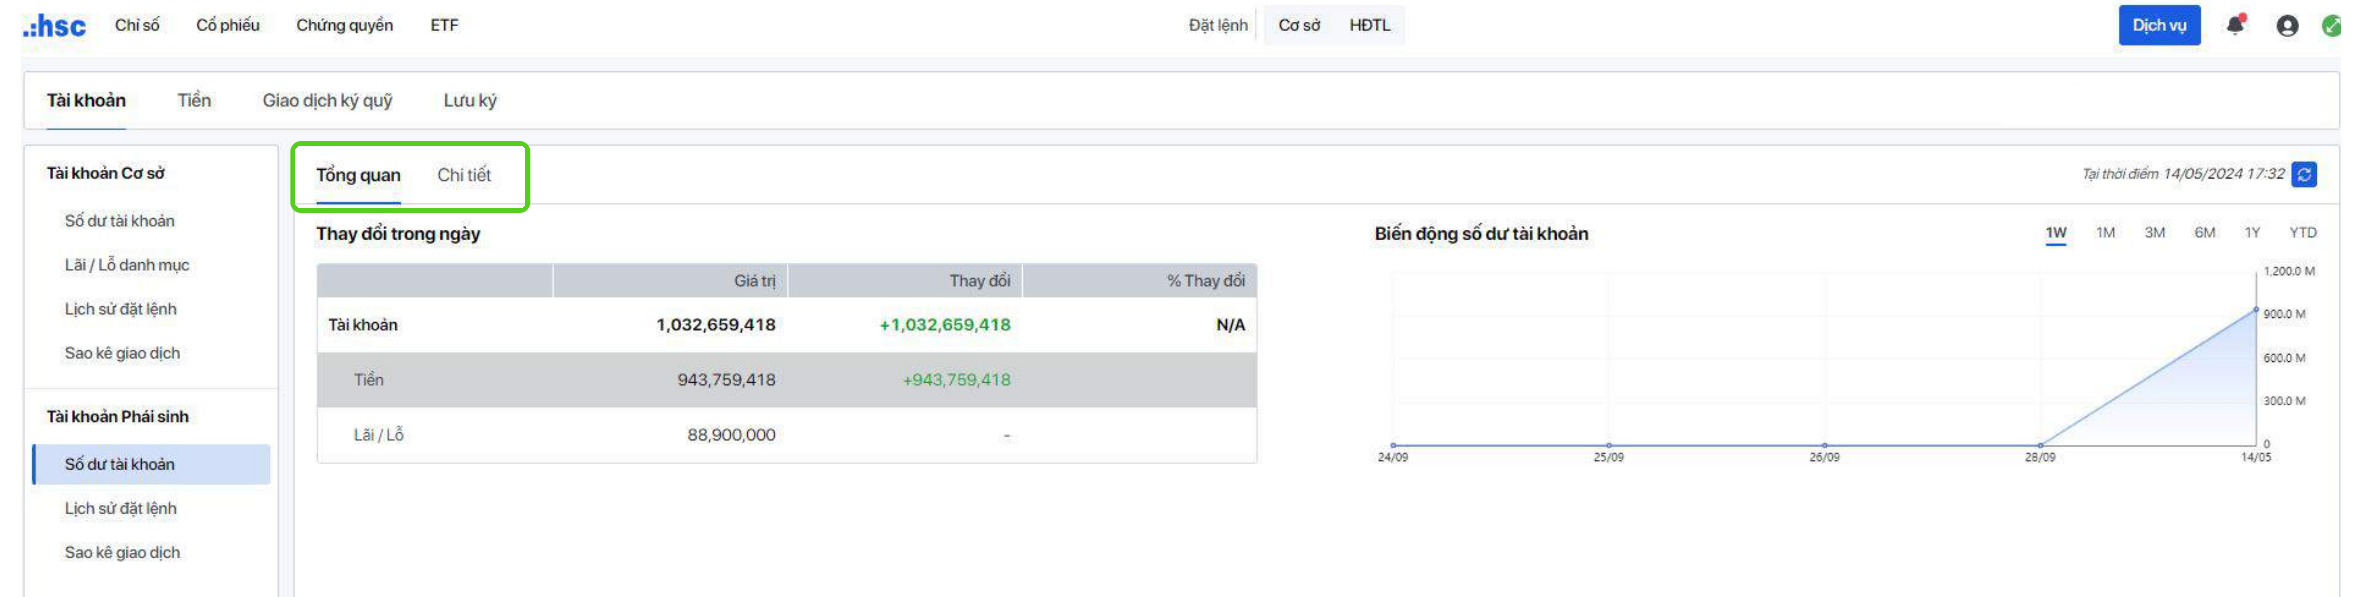 .:hsc Chỉ số Cổ phiếu Chứng quyền ETF Đặt lệnh Cơ sở HĐTL Dịch vụ
Tài khoản Tiền Giao dịch ký quỹ Lưu ký
Tài khoản Cơ sở
Số dư tài khoản
Lãi / Lỗ danh mục
Lịch sử đặt lệnh
Sao kê giao dịch
Tài khoản Phái sinh
Số dư tài khoản
Lịch sử đặt lệnh
Sao kê giao dịch
Tổng quan Chi tiết Tại thời điểm 14/05/2024 17:32
Thay đổi trong ngày
Giá trị Thay đổi % Thay đổi
Tài khoản 1,032,659,418 +1,032,659,418 N/A
Tiền 943,759,418 +943,759,418
Lãi / Lỗ 88,900,000 -
Biến động số dư tài khoản 1W 1M 3M 6M 1Y YTD
1,200.0 M
900.0 M
600.0 M
300.0 M
0
24/09 25/09 26/09 28/09 14/05